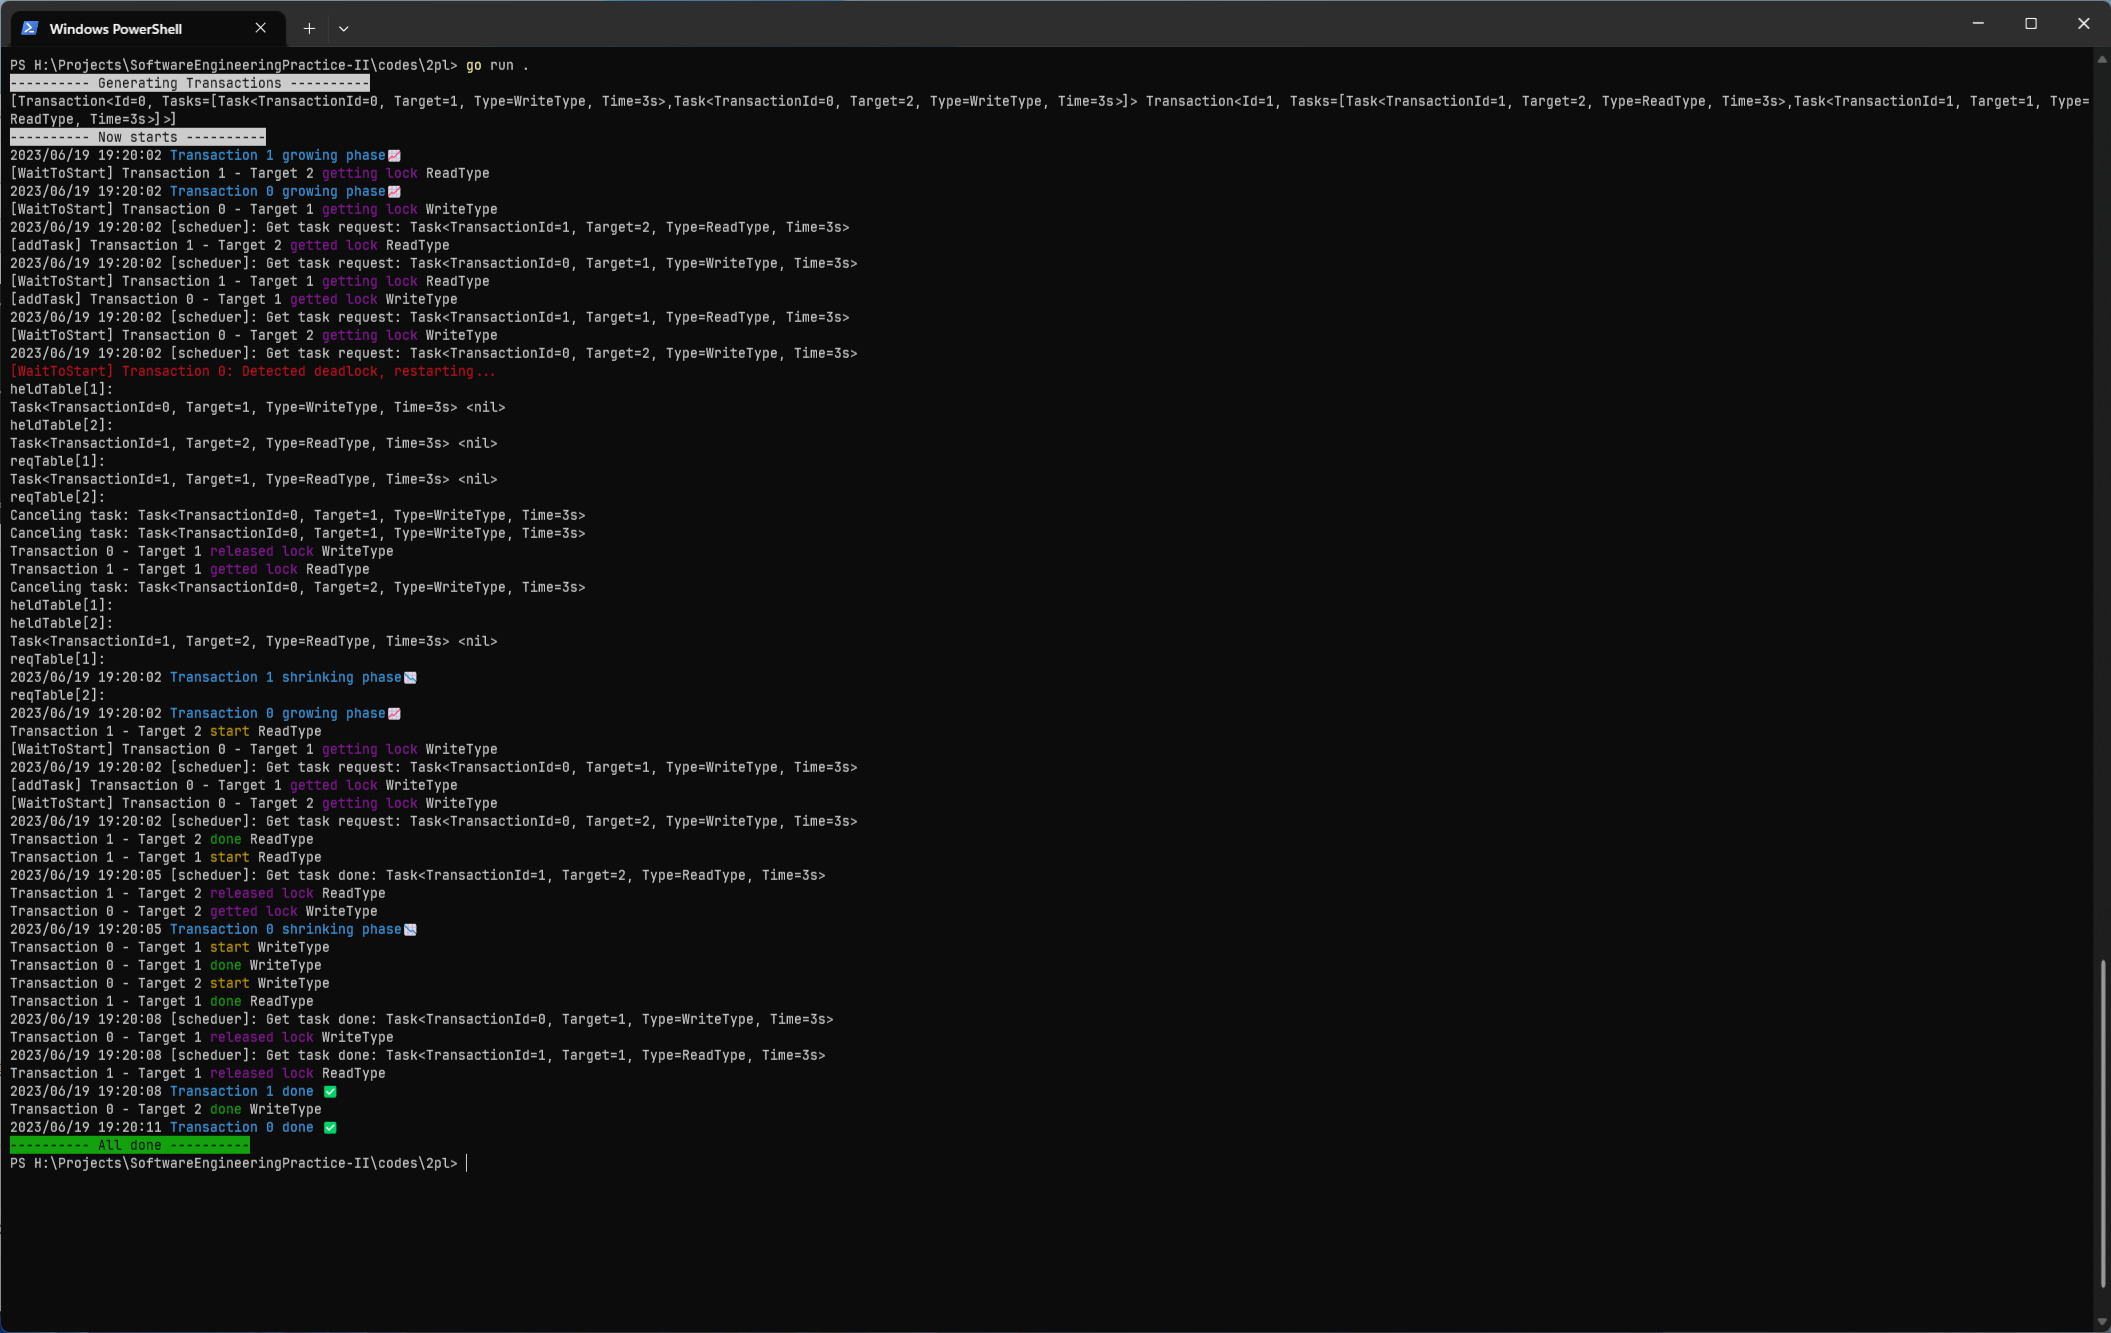 Windows PowerShell
PS H:\Projects\SoftwareEngineeringPractice-II\codes\2pl> go run .
---------- Generating Transactions ----------
[Transaction<Id=0, Tasks=[Task<TransactionId=0, Target=1, Type=WriteType, Time=3s>,Task<TransactionId=0, Target=2, Type=WriteType, Time=3s>]> Transaction<Id=1, Tasks=[Task<TransactionId=1, Target=2, Type=ReadType, Time=3s>,Task<TransactionId=1, Target=1, Type=
ReadType, Time=3s>]>]
---------- Now starts ----------
2023/06/19 19:20:02 Transaction 1 growing phase📈
[WaitToStart] Transaction 1 - Target 2 getting lock ReadType
2023/06/19 19:20:02 Transaction 0 growing phase📈
[WaitToStart] Transaction 0 - Target 1 getting lock WriteType
2023/06/19 19:20:02 [scheduer]: Get task request: Task<TransactionId=1, Target=2, Type=ReadType, Time=3s>
[addTask] Transaction 1 - Target 2 getted lock ReadType
2023/06/19 19:20:02 [scheduer]: Get task request: Task<TransactionId=0, Target=1, Type=WriteType, Time=3s>
[WaitToStart] Transaction 1 - Target 1 getting lock ReadType
[addTask] Transaction 0 - Target 1 getted lock WriteType
2023/06/19 19:20:02 [scheduer]: Get task request: Task<TransactionId=1, Target=1, Type=ReadType, Time=3s>
[WaitToStart] Transaction 0 - Target 2 getting lock WriteType
2023/06/19 19:20:02 [scheduer]: Get task request: Task<TransactionId=0, Target=2, Type=WriteType, Time=3s>
[WaitToStart] Transaction 0: Detected deadlock, restarting...
heldTable[1]:
Task<TransactionId=0, Target=1, Type=WriteType, Time=3s> <nil>
heldTable[2]:
Task<TransactionId=1, Target=2, Type=ReadType, Time=3s> <nil>
reqTable[1]:
Task<TransactionId=1, Target=1, Type=ReadType, Time=3s> <nil>
reqTable[2]:
Canceling task: Task<TransactionId=0, Target=1, Type=WriteType, Time=3s>
Canceling task: Task<TransactionId=0, Target=1, Type=WriteType, Time=3s>
Transaction 0 - Target 1 released lock WriteType
Transaction 1 - Target 1 getted lock ReadType
Canceling task: Task<TransactionId=0, Target=2, Type=WriteType, Time=3s>
heldTable[1]:
heldTable[2]:
Task<TransactionId=1, Target=2, Type=ReadType, Time=3s> <nil>
reqTable[1]:
2023/06/19 19:20:02 Transaction 1 shrinking phase📉
reqTable[2]:
2023/06/19 19:20:02 Transaction 0 growing phase📈
Transaction 1 - Target 2 start ReadType
[WaitToStart] Transaction 0 - Target 1 getting lock WriteType
2023/06/19 19:20:02 [scheduer]: Get task request: Task<TransactionId=0, Target=1, Type=WriteType, Time=3s>
[addTask] Transaction 0 - Target 1 getted lock WriteType
[WaitToStart] Transaction 0 - Target 2 getting lock WriteType
2023/06/19 19:20:02 [scheduer]: Get task request: Task<TransactionId=0, Target=2, Type=WriteType, Time=3s>
Transaction 1 - Target 2 done ReadType
Transaction 1 - Target 1 start ReadType
2023/06/19 19:20:05 [scheduer]: Get task done: Task<TransactionId=1, Target=2, Type=ReadType, Time=3s>
Transaction 1 - Target 2 released lock ReadType
Transaction 0 - Target 2 getted lock WriteType
2023/06/19 19:20:05 Transaction 0 shrinking phase📉
Transaction 0 - Target 1 start WriteType
Transaction 0 - Target 1 done WriteType
Transaction 0 - Target 2 start WriteType
Transaction 1 - Target 1 done ReadType
2023/06/19 19:20:08 [scheduer]: Get task done: Task<TransactionId=0, Target=1, Type=WriteType, Time=3s>
Transaction 0 - Target 1 released lock WriteType
2023/06/19 19:20:08 [scheduer]: Get task done: Task<TransactionId=1, Target=1, Type=ReadType, Time=3s>
Transaction 1 - Target 1 released lock ReadType
2023/06/19 19:20:08 Transaction 1 done ✅
Transaction 0 - Target 2 done WriteType
2023/06/19 19:20:11 Transaction 0 done ✅
---------- All done ----------
PS H:\Projects\SoftwareEngineeringPractice-II\codes\2pl>